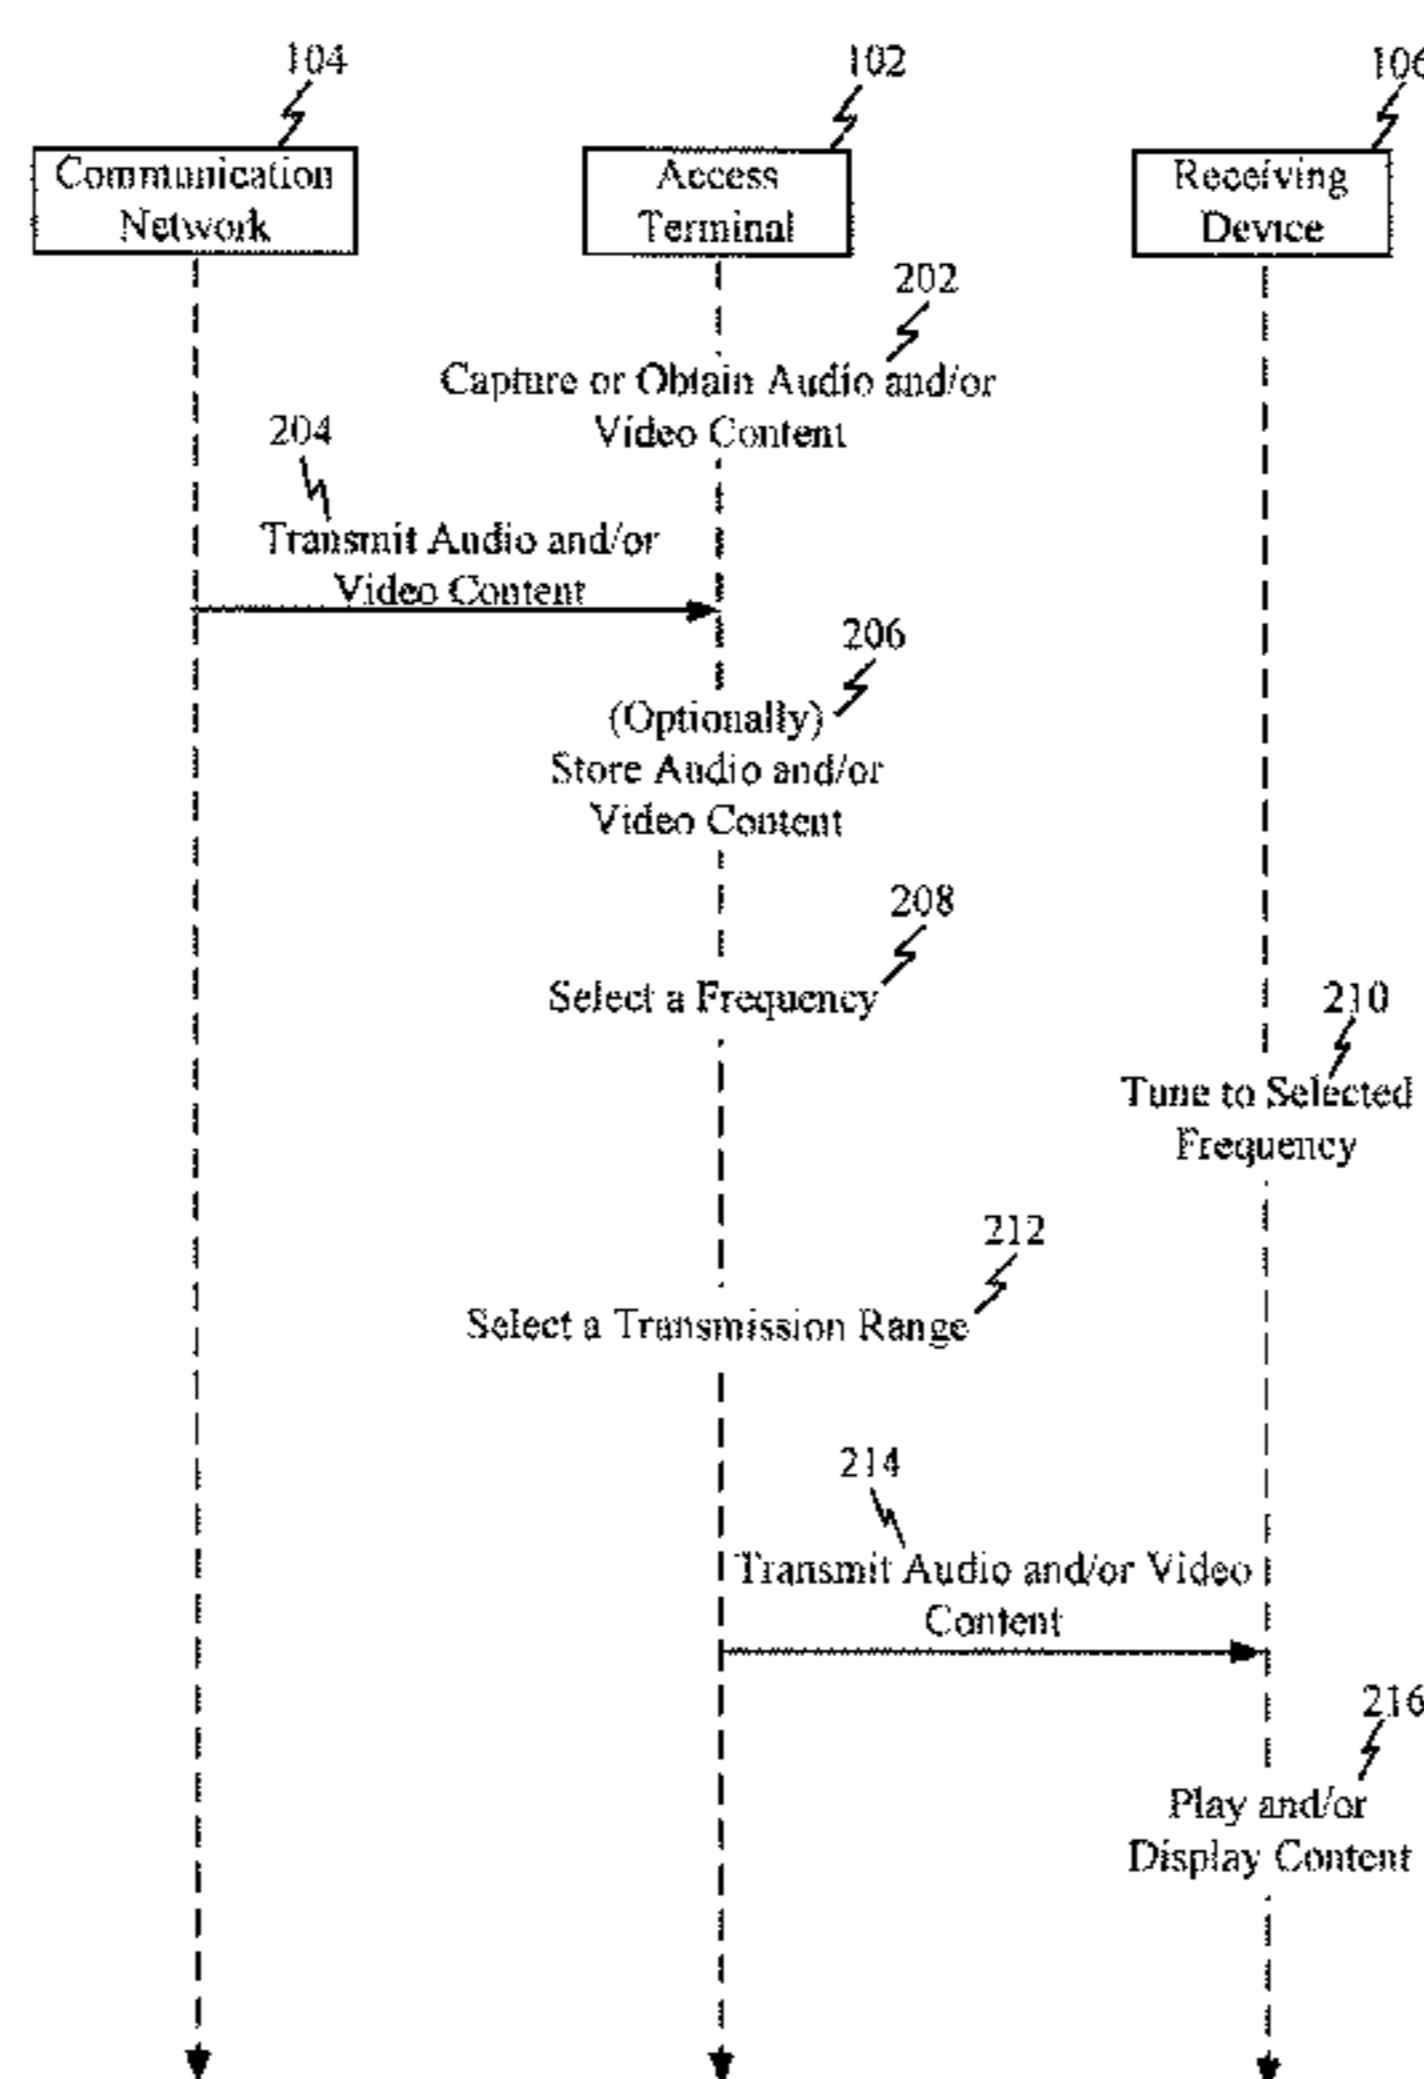 104
102
106
Communication
Network
Access
Terminal
Receiving
Device
202
Capture or Obtain Audio and/or
Video Content
204
Transmit Audio and/or
Video Content
206
(Optionally)
Store Audio and/or
Video Content
208
Select a Frequency
210
Tune to Selected
Frequency
212
Select a Transmission Range
214
Transmit Audio and/or Video
Content
216
Play and/or
Display Content